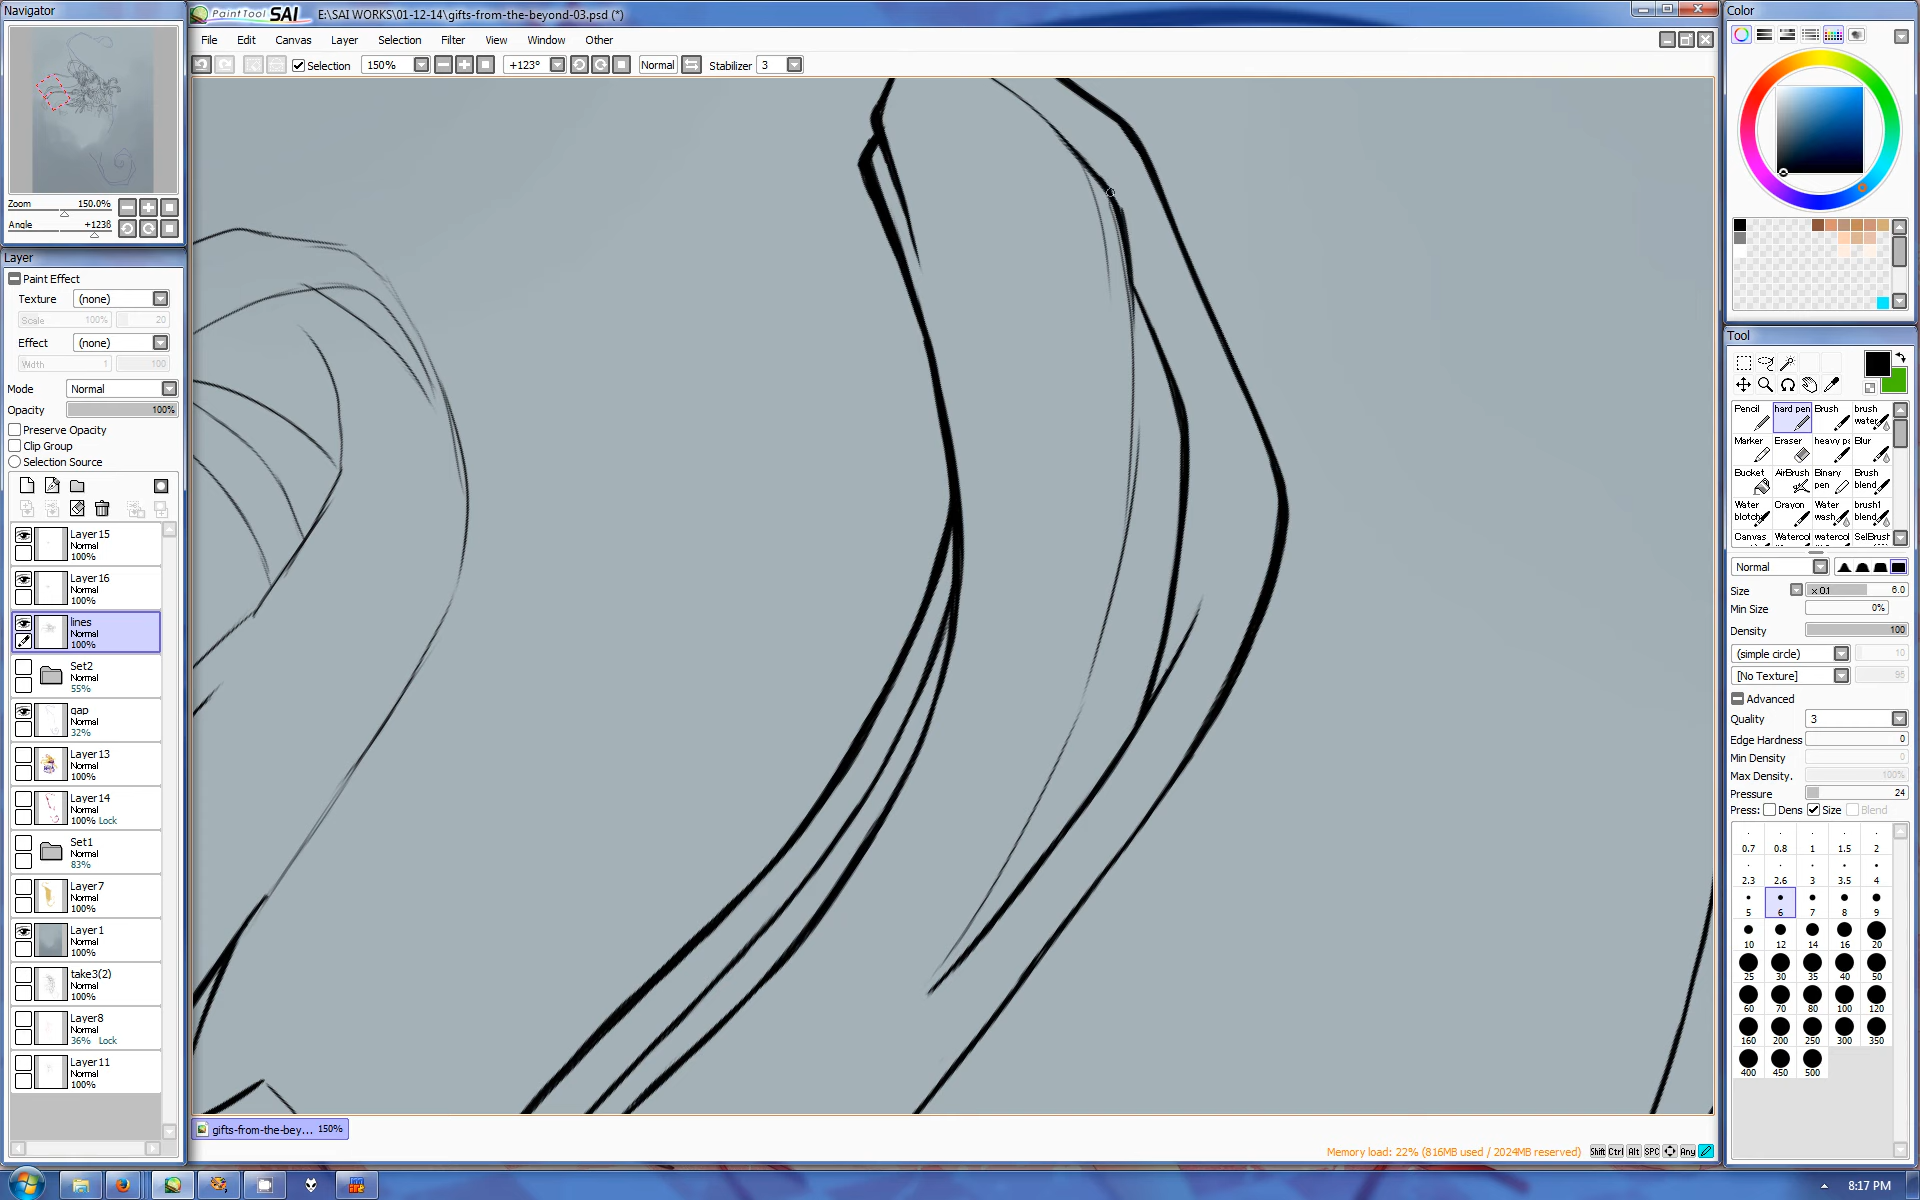 Navigator
PaintTool SAI E:\SAI WORKS\01-12-14\gifts-from-the-beyond-03.psd (*)
File Edit Canvas Layer Selection Filter View Window Other
Selection 150% +123° Normal Stabilizer 3
Zoom 150.0%
Angle +123ß
Layer
Paint Effect
Texture (none)
Scale 100% 20
Effect (none)
Width 1 100
Mode Normal
Opacity 100%
Preserve Opacity
Clip Group
Selection Source
Layer15
Normal
100%
Layer16
Normal
100%
lines
Normal
100%
Set2
Normal
55%
gap
Normal
32%
Layer13
Normal
100%
Layer14
Normal
100% Lock
Set1
Normal
83%
Layer7
Normal
100%
Layer1
Normal
100%
take3(2)
Normal
100%
Layer8
Normal
36% Lock
Layer11
Normal
100%
gifts-from-the-bey... 150%
Memory load: 22% (816MB used / 2024MB reserved) Shift Ctrl Alt SPC Any
Color
Tool
Pencil hard pen Brush brush water
Marker Eraser Blur
Bucket AirBrush Binary pen Brush blend
Water blotch Crayon Water wash brush1 blend
Canvas Watercol watercol SelBrush
Normal
Size x 0.1 6.0
Min Size 0%
Density 100
(simple circle) 10
[No Texture] 95
Advanced
Quality 3
Edge Hardness 0
Min Density 0
Max Density. 100%
Pressure 24
Press: Dens Size Blend
0.7 0.8 1 1.5 2
2.3 2.6 3 3.5 4
5 6 7 8 9
10 12 14 16 20
25 30 35 40 50
60 70 80 100 120
160 200 250 300 350
400 450 500
8:17 PM